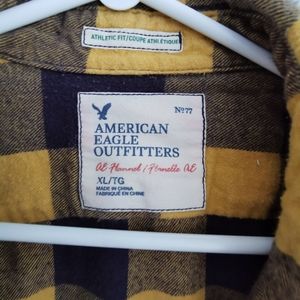 ATHLETIC FIT/COUPE ATHLÉTIQUE
No77
AMERICAN
EAGLE
OUTFITTERS
AE Flannel / Flanelle AE
XL/TG
MADE IN CHINA
FABRIQUÉ EN CHINE